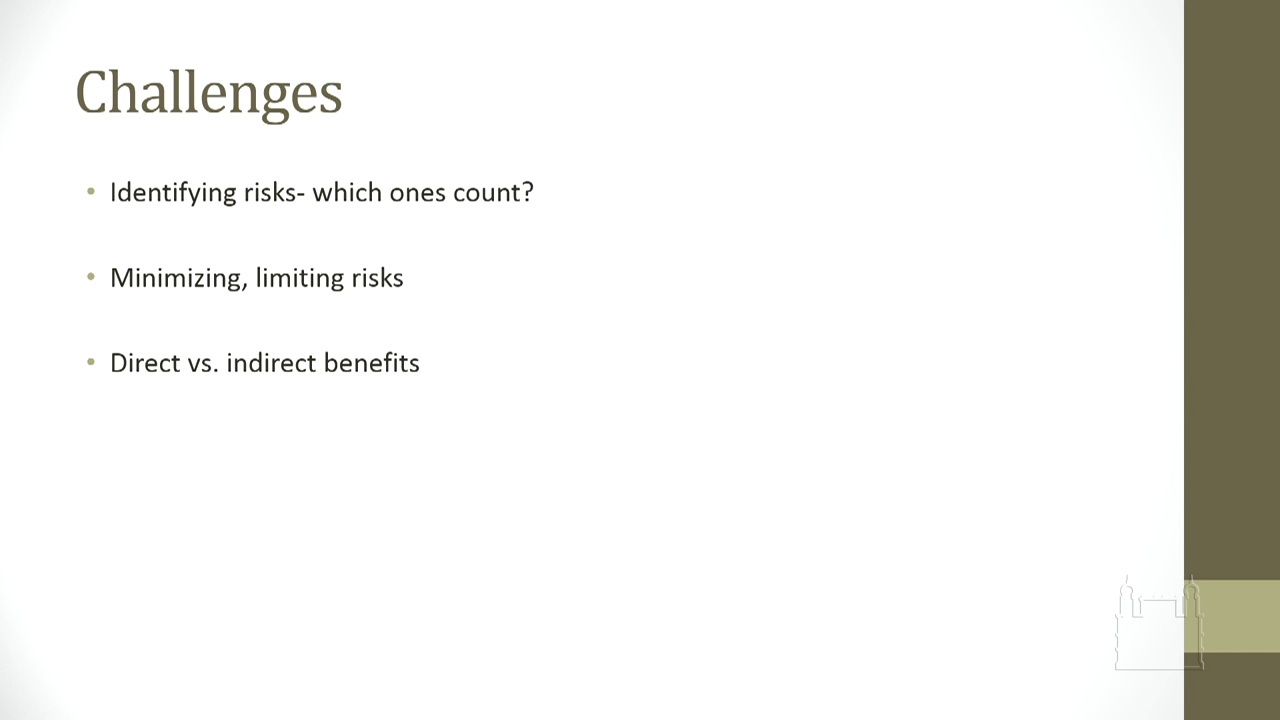 Challenges
• Identifying risks- which ones count?
• Minimizing, limiting risks
• Direct vs. indirect benefits